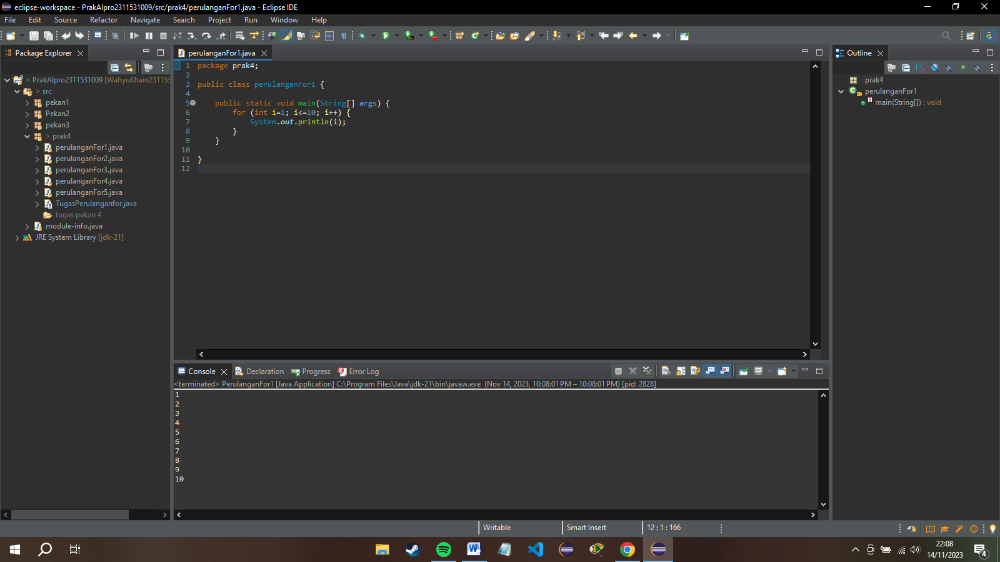 eclipse-workspace - PrakAlpro2311531009/src/prak4/perulanganFor1.java - Eclipse IDE
File Edit Source Refactor Navigate Search Project Run Window Help
Package Explorer
> PrakAlpro2311531009 [WahyuKhairi231153
> src
pekan1
Pekan2
pekan3
> prak4
perulanganFor1.java
perulanganFor2.java
perulanganFor3.java
perulanganFor4.java
perulanganFor5.java
TugasPerulanganfor.java
tugas pekan 4
module-info.java
JRE System Library [jdk-21]
perulanganFor1.java
1 package prak4;
2
3 public class perulanganFor1 {
4
5 public static void main(String[] args) {
6 for (int i=1; i<=10; i++) {
7 System.out.println(i);
8 }
9 }
10
11 }
12
Outline
prak4
perulanganFor1
main(String[]) : void
Console Declaration Progress Error Log
<terminated> PerulanganFor1 [Java Application] C:\Program Files\Java\jdk-21\bin\javaw.exe (Nov 14, 2023, 10:08:01 PM – 10:08:01 PM) [pid: 2828]
1
2
3
4
5
6
7
8
9
10
Writable Smart Insert 12 : 1 : 166
22:08
14/11/2023
4